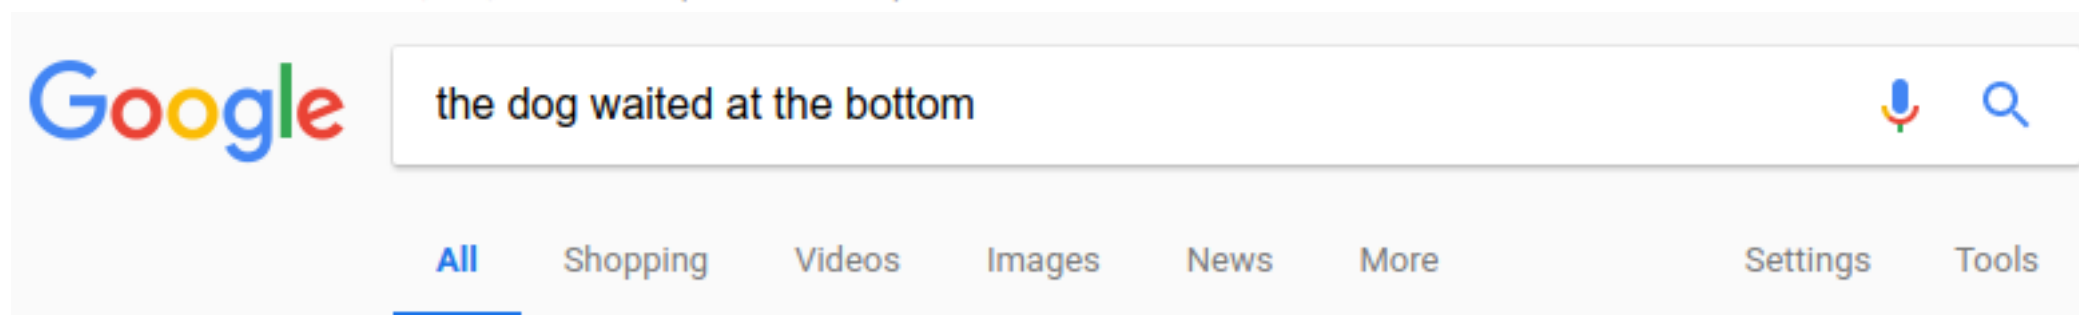 Google
the dog waited at the bottom
All Shopping Videos Images News More Settings Tools